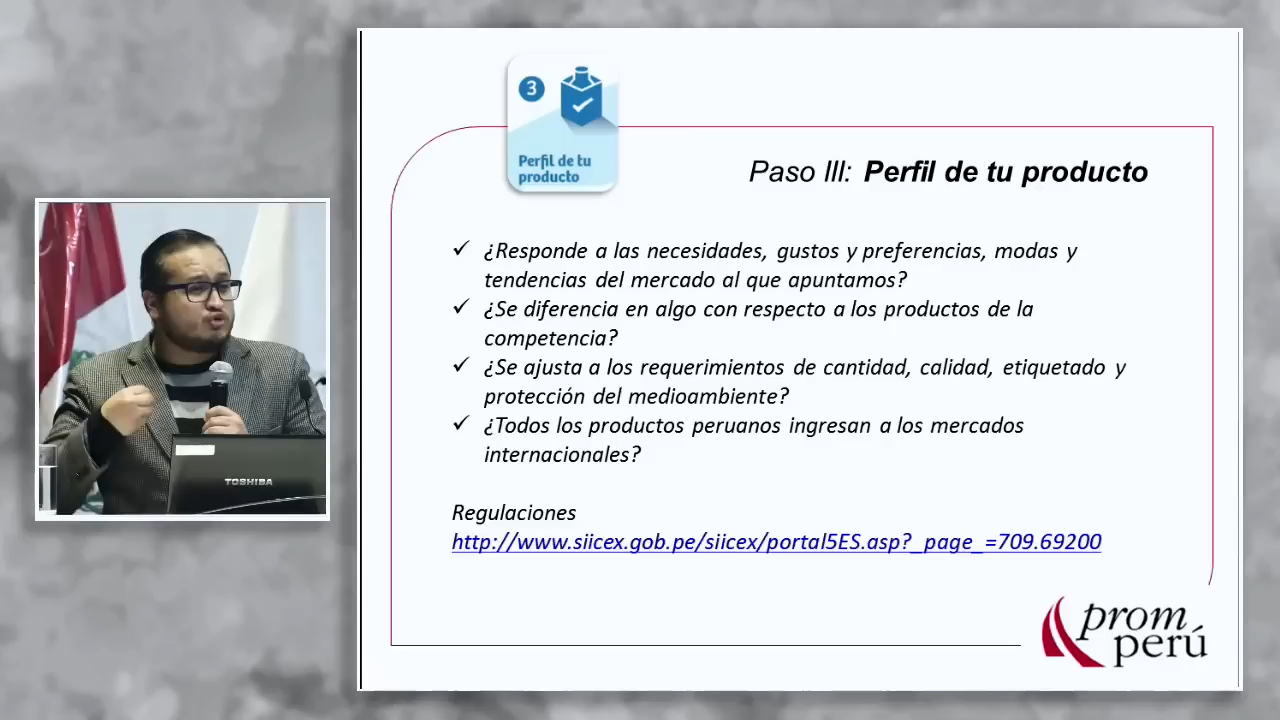 3
Perfil de tu
producto
Paso III: Perfil de tu producto
✓ ¿Responde a las necesidades, gustos y preferencias, modas y
tendencias del mercado al que apuntamos?
✓ ¿Se diferencia en algo con respecto a los productos de la
competencia?
✓ ¿Se ajusta a los requerimientos de cantidad, calidad, etiquetado y
protección del medioambiente?
✓ ¿Todos los productos peruanos ingresan a los mercados
internacionales?
Regulaciones
http://www.siicex.gob.pe/siicex/portal5ES.asp?_page_=709.69200
TOSHIBA
prom
perú